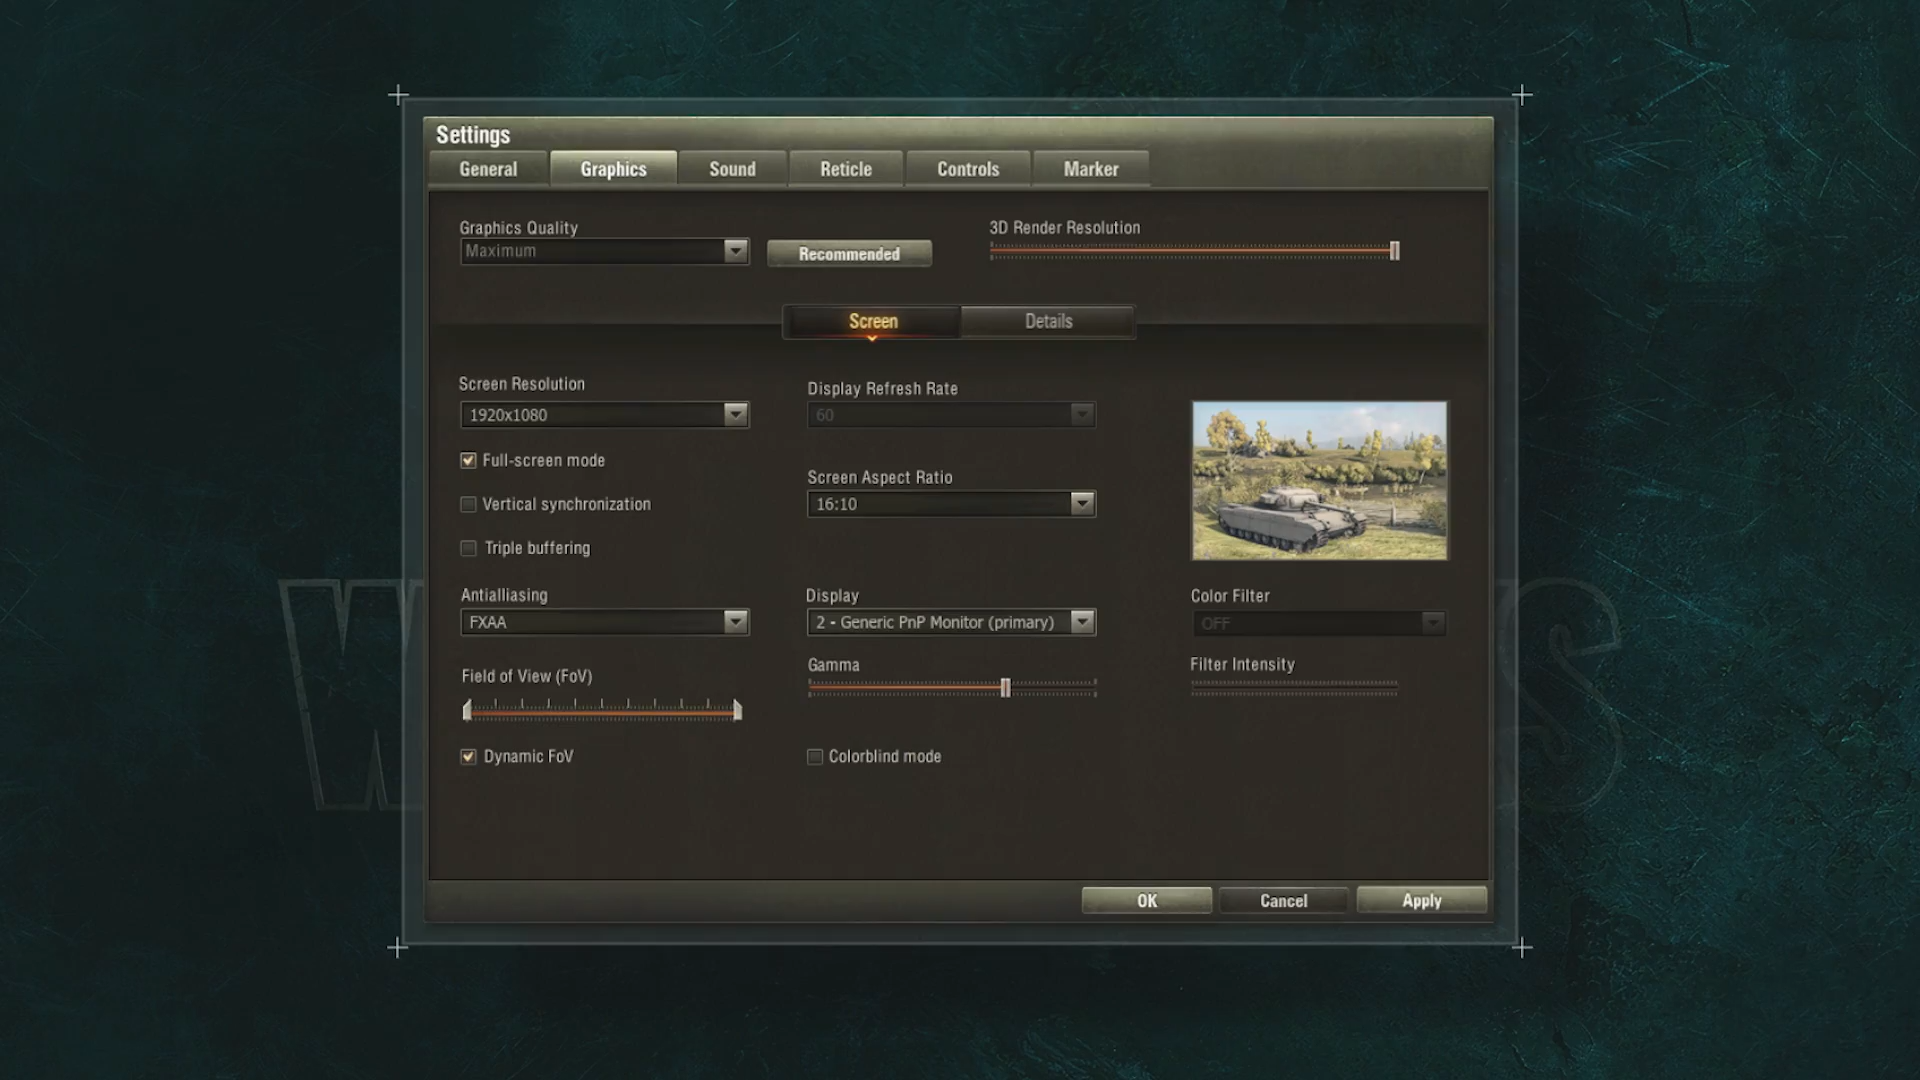 Settings
General
Graphics
Sound
Reticle
Controls
Marker
Graphics Quality
Maximum
Recommended
3D Render Resolution
Screen
Details
Screen Resolution
1920x1080
Display Refresh Rate
60
Full-screen mode
Screen Aspect Ratio
16:10
Vertical synchronization
Triple buffering
Antialliasing
FXAA
Display
2 - Generic PnP Monitor (primary)
Color Filter
OFF
Field of View (FoV)
Gamma
Filter Intensity
Dynamic FoV
Colorblind mode
OK
Cancel
Apply
W
S